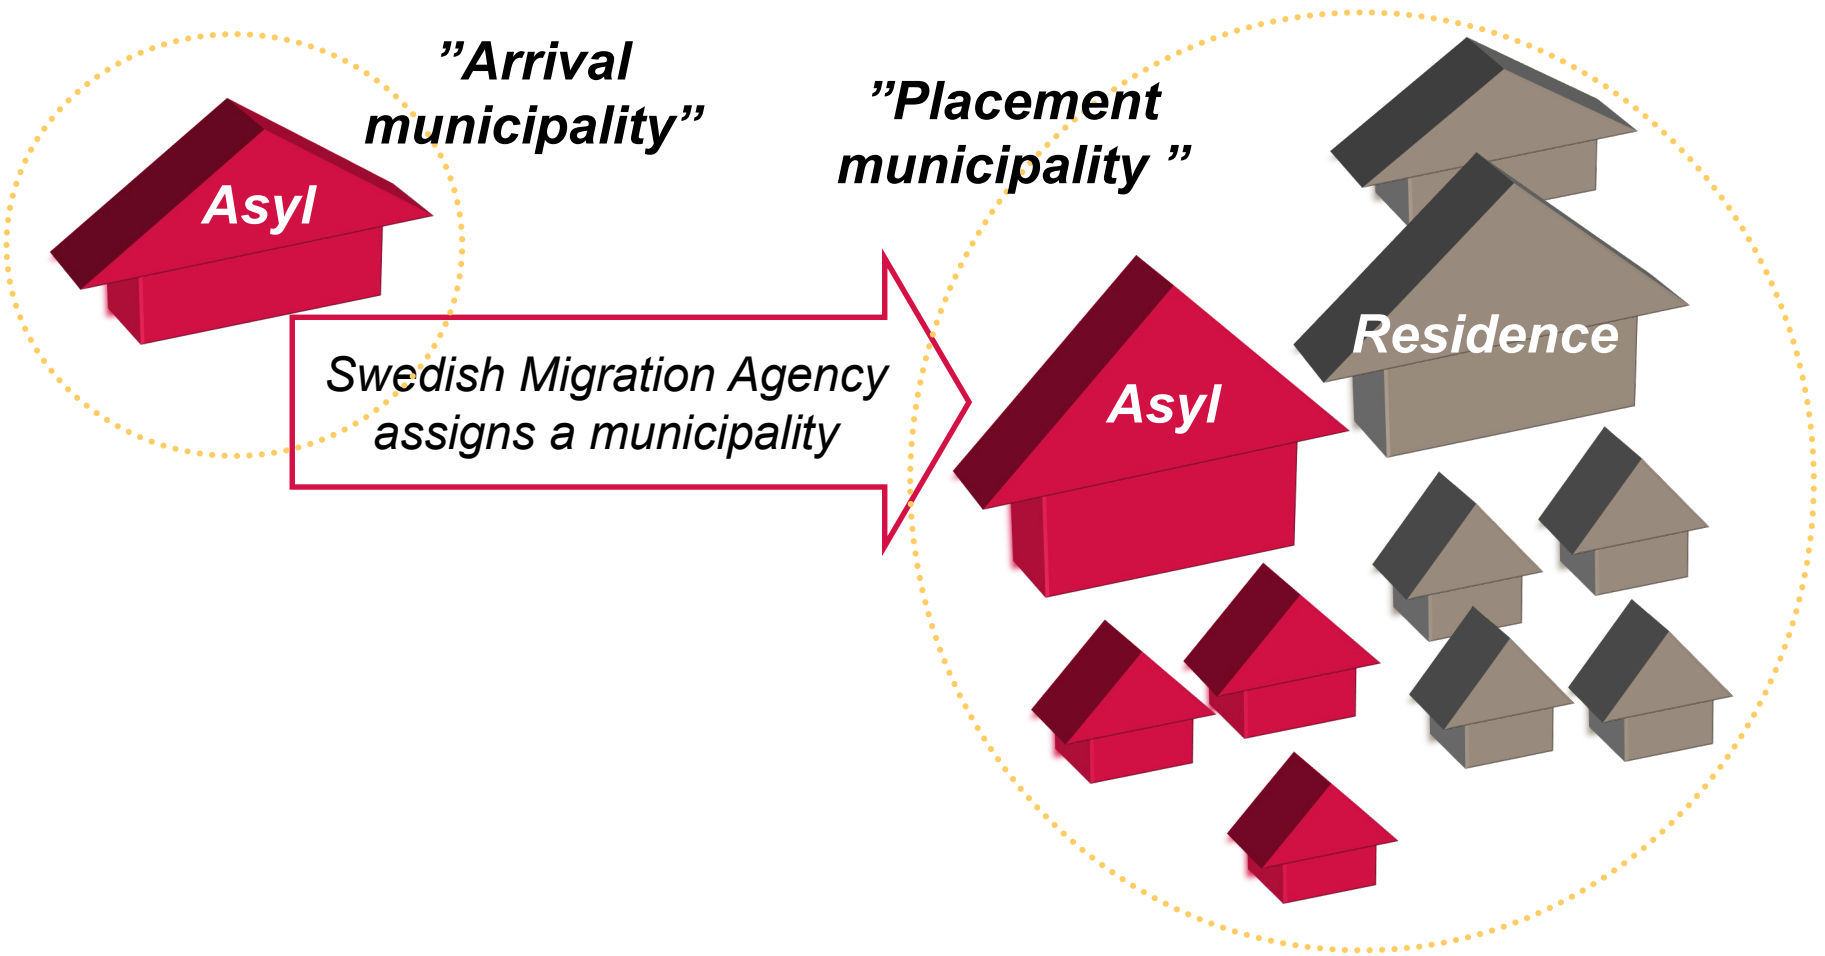 ”Arrival
municipality”
Asyl
Swedish Migration Agency
assigns a municipality
”Placement
municipality ”
Asyl
Residence